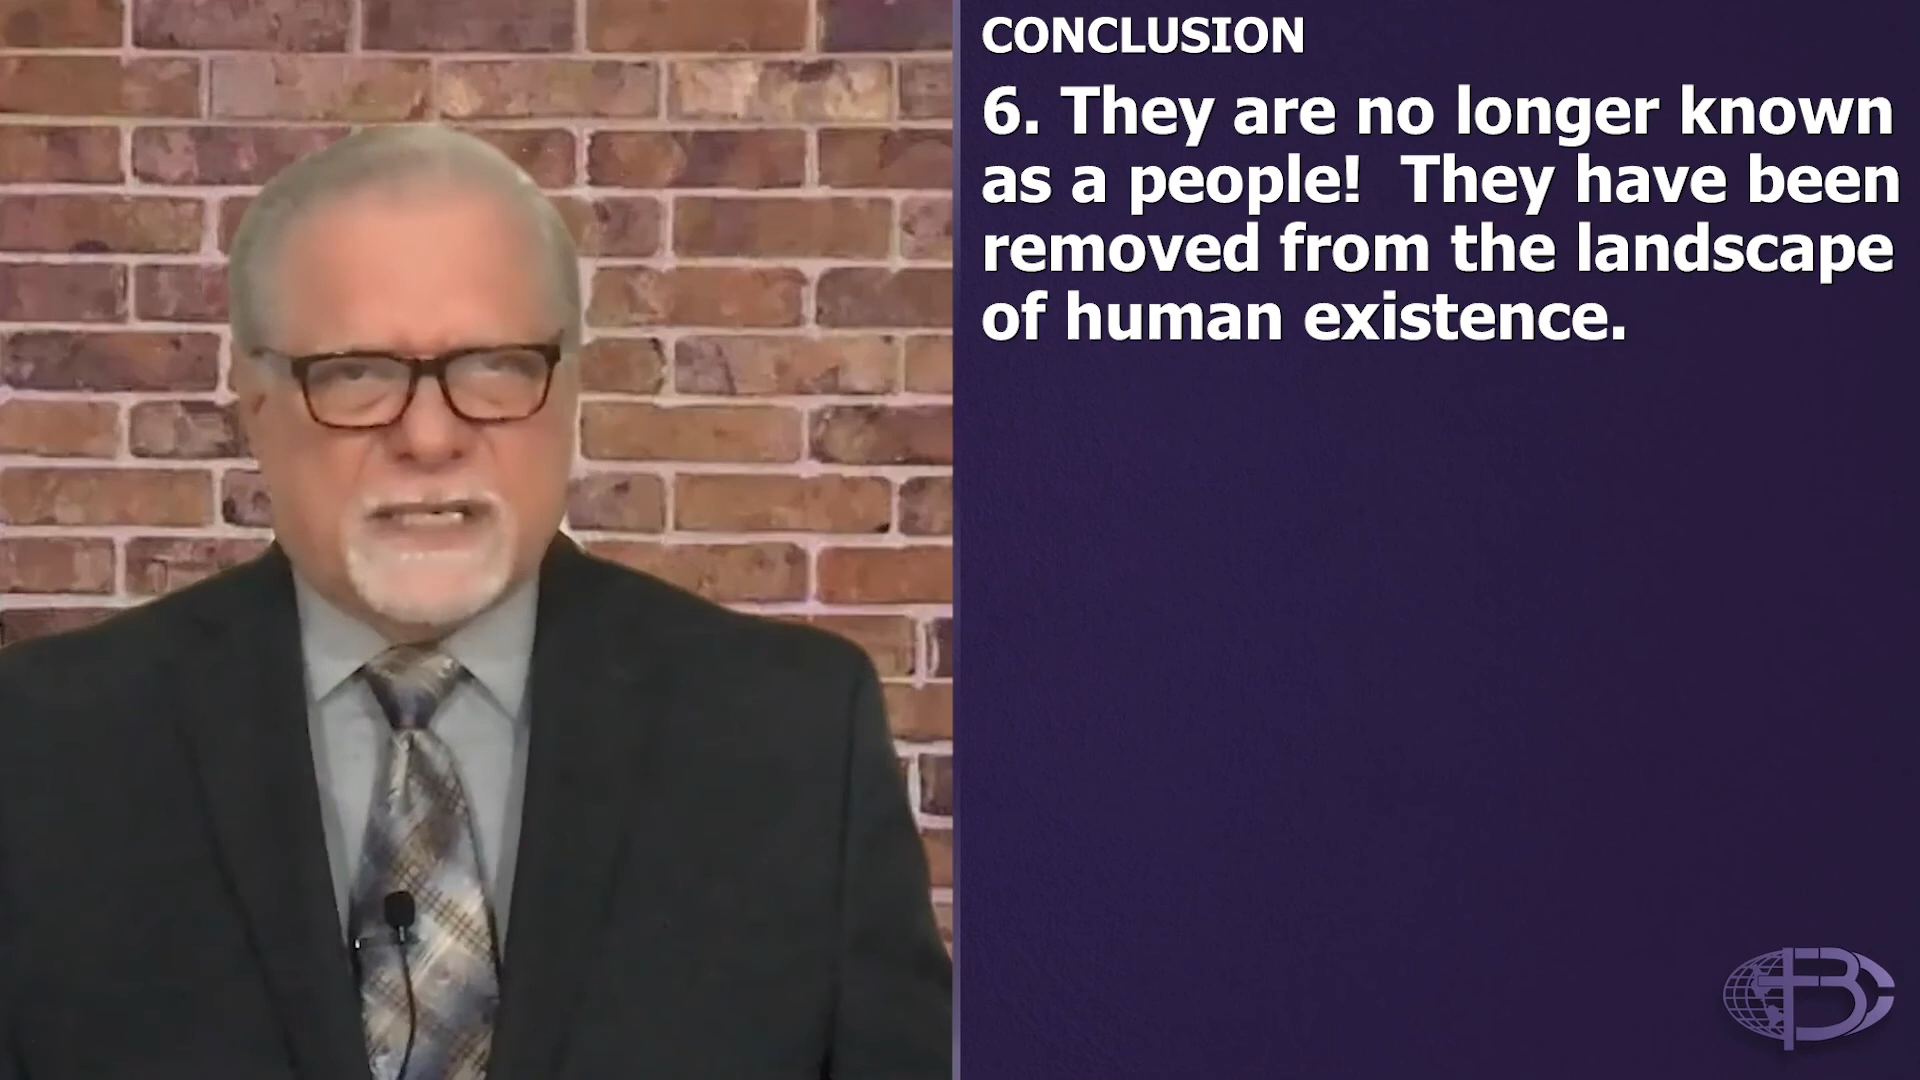 CONCLUSION
6. They are no longer known
as a people!  They have been
removed from the landscape
of human existence.